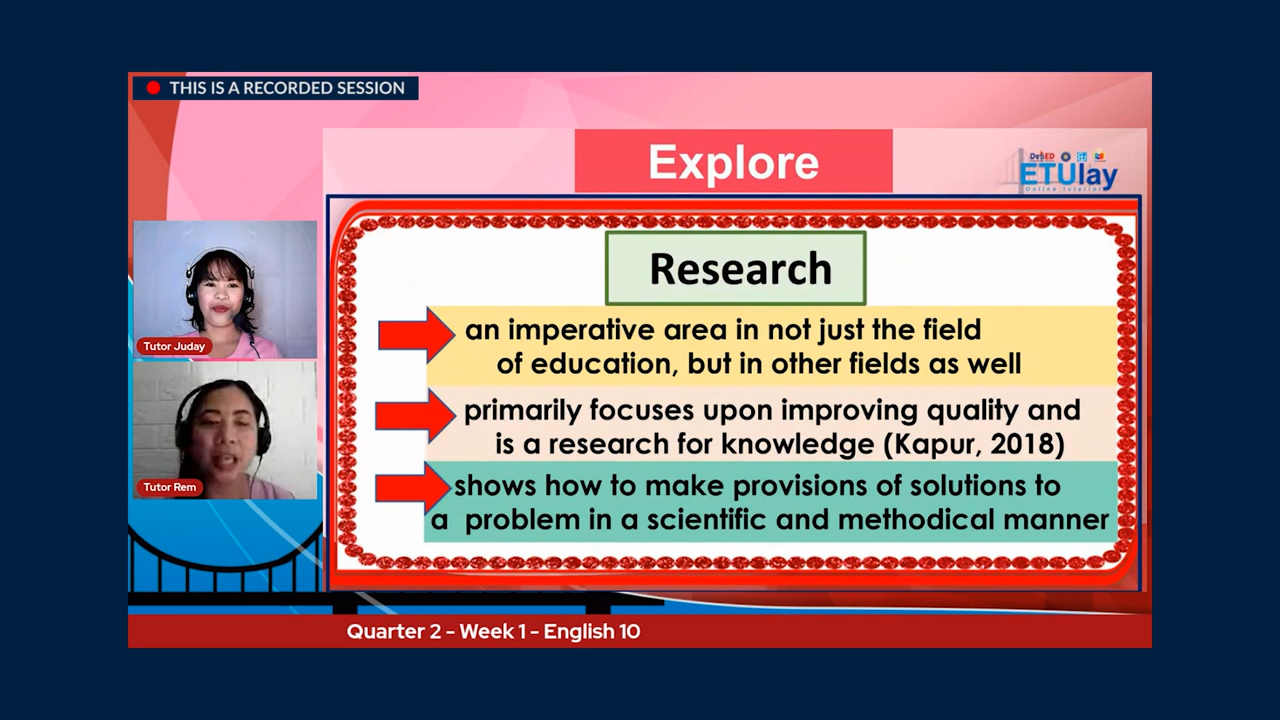 THIS IS A RECORDED SESSION
Explore
DepED
ETUlay
Online tutorial
Research
an imperative area in not just the field
of education, but in other fields as well
primarily focuses upon improving quality and
is a research for knowledge (Kapur, 2018)
shows how to make provisions of solutions to
a problem in a scientific and methodical manner
Tutor Juday
Tutor Rem
Quarter 2 - Week 1 - English 10